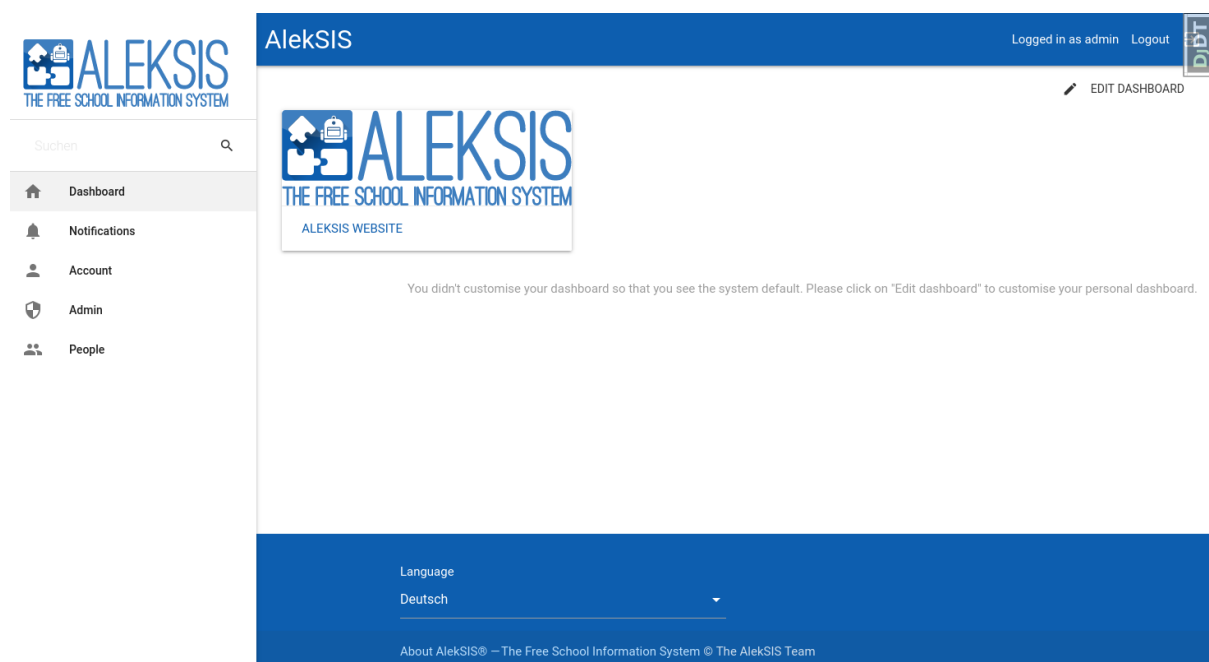 ALEKSIS
THE FREE SCHOOL INFORMATION SYSTEM
Suchen
Dashboard
Notifications
Account
Admin
People
AlekSIS
Logged in as admin Logout
DjDT
EDIT DASHBOARD
ALEKSIS
THE FREE SCHOOL INFORMATION SYSTEM
ALEKSIS WEBSITE
You didn't customise your dashboard so that you see the system default. Please click on "Edit dashboard" to customise your personal dashboard.
Language
Deutsch
About AlekSIS® — The Free School Information System © The AlekSIS Team